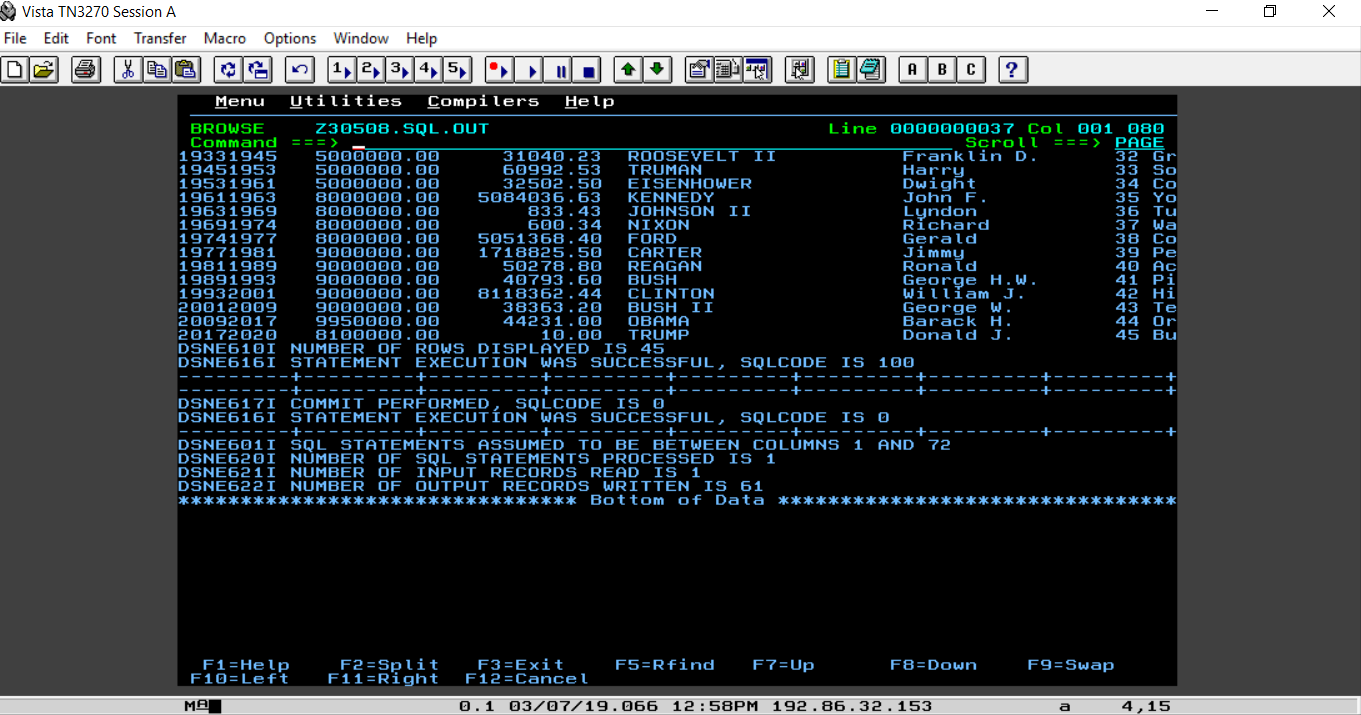 Vista TN3270 Session A
File Edit Font Transfer Macro Options Window Help
1 2 3 4 5 A B C ?
Menu Utilities Compilers Help
BROWSE Z30508.SQL.OUT Line 0000000037 Col 001 080
Command ===> Scroll ===> PAGE
19331945 5000000.00 31040.23 ROOSEVELT II Franklin D. 32 Gr
19451953 5000000.00 60992.53 TRUMAN Harry 33 So
19531961 5000000.00 32502.50 EISENHOWER Dwight 34 Co
19611963 8000000.00 5084036.63 KENNEDY John F. 35 Yo
19631969 8000000.00 833.43 JOHNSON II Lyndon 36 Tu
19691974 8000000.00 600.34 NIXON Richard 37 Wa
19741977 8000000.00 5051368.40 FORD Gerald 38 Co
19771981 9000000.00 1718825.50 CARTER Jimmy 39 Pe
19811989 9000000.00 50278.80 REAGAN Ronald 40 Ac
19891993 9000000.00 40793.60 BUSH George H.W. 41 Pi
19932001 9000000.00 8118362.44 CLINTON William J. 42 Hi
20012009 9000000.00 38363.20 BUSH II George W. 43 Te
20092017 9950000.00 44231.00 OBAMA Barack H. 44 Or
20172020 8100000.00 10.00 TRUMP Donald J. 45 Bu
DSNE610I NUMBER OF ROWS DISPLAYED IS 45
DSNE616I STATEMENT EXECUTION WAS SUCCESSFUL, SQLCODE IS 100
---------+---------+---------+---------+---------+---------+---------+---------+
---------+---------+---------+---------+---------+---------+---------+---------+
DSNE617I COMMIT PERFORMED, SQLCODE IS 0
DSNE616I STATEMENT EXECUTION WAS SUCCESSFUL, SQLCODE IS 0
---------+---------+---------+---------+---------+---------+---------+---------+
DSNE601I SQL STATEMENTS ASSUMED TO BE BETWEEN COLUMNS 1 AND 72
DSNE620I NUMBER OF SQL STATEMENTS PROCESSED IS 1
DSNE621I NUMBER OF INPUT RECORDS READ IS 1
DSNE622I NUMBER OF OUTPUT RECORDS WRITTEN IS 61
******************************** Bottom of Data ********************************
F1=Help F2=Split F3=Exit F5=Rfind F7=Up F8=Down F9=Swap
F10=Left F11=Right F12=Cancel
MA 0.1 03/07/19.066 12:58PM 192.86.32.153 a 4,15